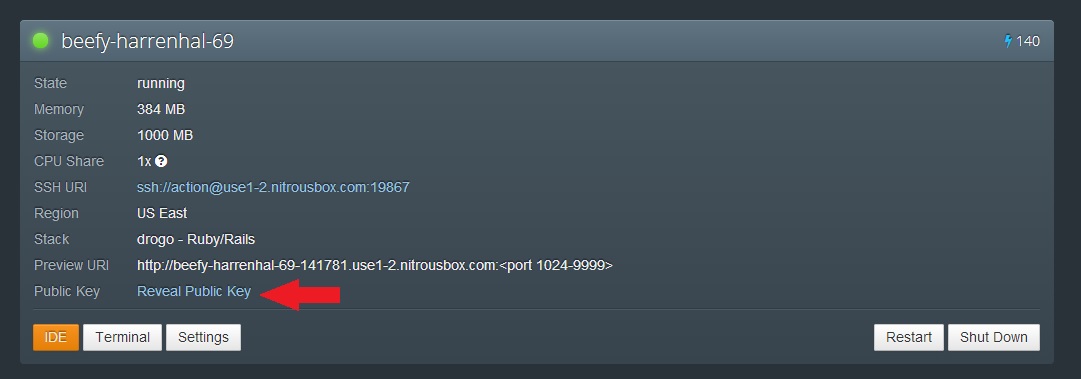 beefy-harrenhal-69 140
State running
Memory 384 MB
Storage 1000 MB
CPU Share 1x ?
SSH URI ssh://action@use1-2.nitrousbox.com:19867
Region US East
Stack drogo - Ruby/Rails
Preview URI http://beefy-harrenhal-69-141781.use1-2.nitrousbox.com:<port 1024-9999>
Public Key Reveal Public Key
IDE Terminal Settings Restart Shut Down